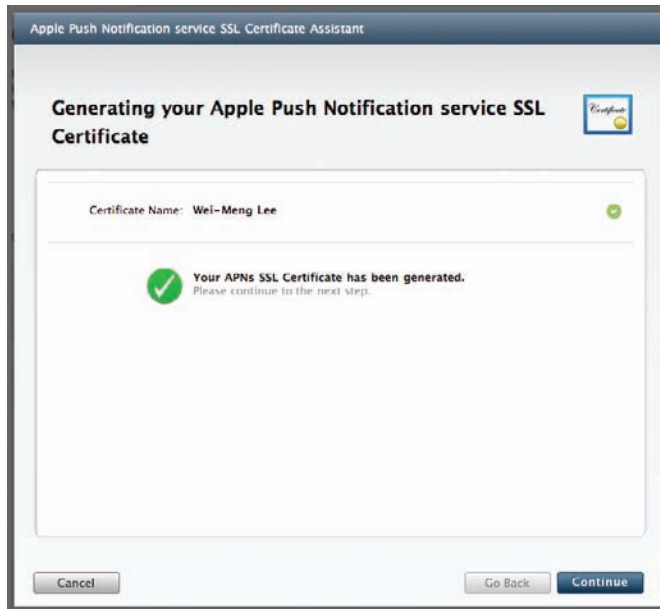 Apple Push Notification service SSL Certificate Assistant
Generating your Apple Push Notification service SSL
Certificate
Certificate
Certificate Name: Wei-Meng Lee
Your APNs SSL Certificate has been generated.
Please continue to the next step.
Cancel
Go Back
Continue